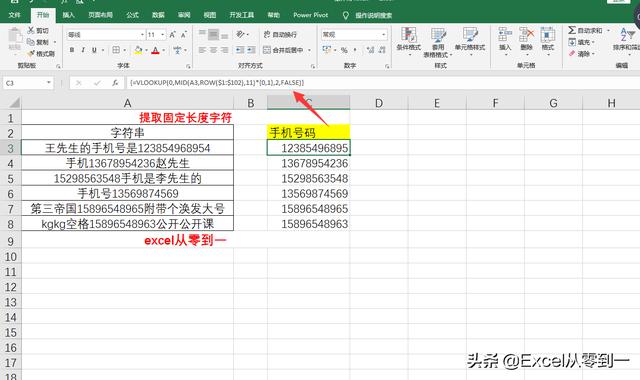 文件 开始 插入 页面布局 公式 数据 审阅 视图 开发工具 帮助 Power Pivot 操作说明搜索
剪切 等线 11 自动换行 常规 自动求和
粘贴 复制 合并后居中 条件格式 套用 表格格式 单元格样式 插入 删除 格式 填充 清除
格式刷
剪贴板 字体 对齐方式 数字 样式 单元格
C3 {=VLOOKUP(0,MID(A3,ROW($1:$102),11)*{0,1},2,FALSE)}
A B C D E F G H
1 提取固定长度字符
2 字符串 手机号码
3 王先生的手机号是123854968954 12385496895
4 手机13678954236赵先生 13678954236
5 15298563548手机是李先生的 15298563548
6 手机号13569874569 13569874569
7 第三帝国15896548965附带个涣发大号 15896548965
8 kgkg空格15896548963公开公开课 15896548963
9 excel从零到一
10
11
12
13
14
15
16
17
18
头条 @Excel从零到一